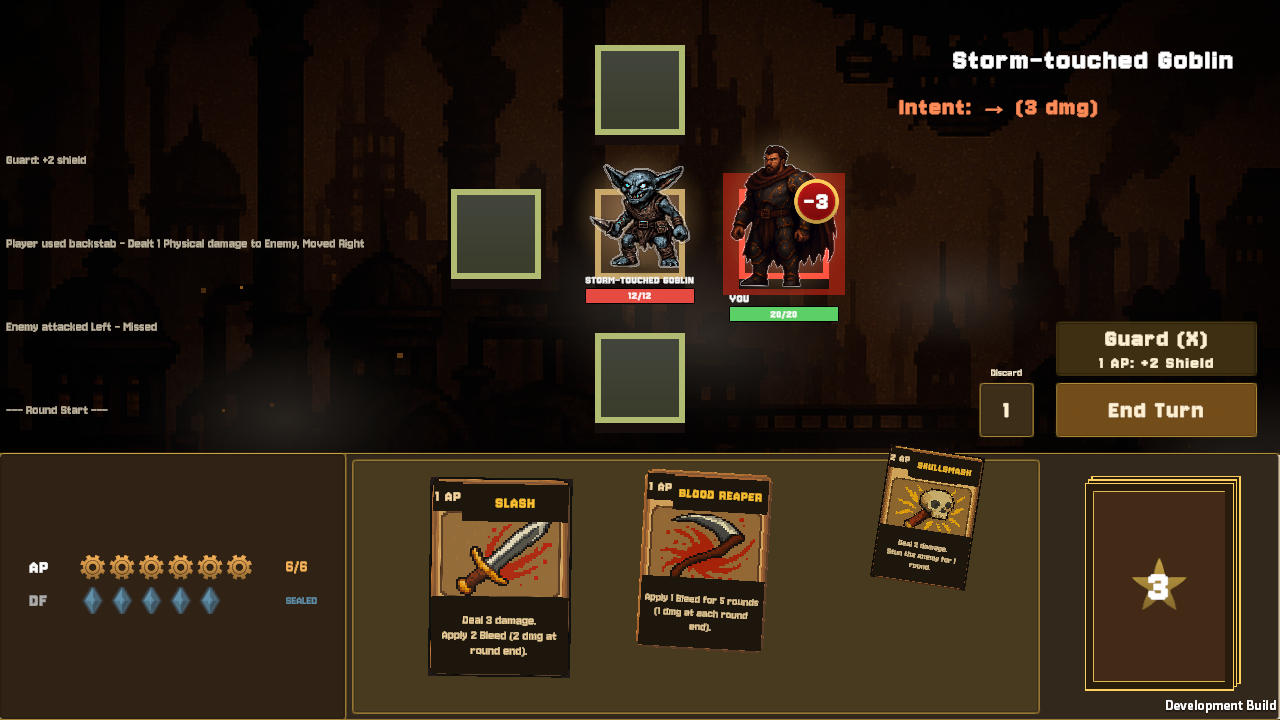 Storm-touched Goblin
Intent: → (3 dmg)
Guard: +2 shield
-3
Player used backstab - Dealt 1 Physical damage to Enemy, Moved Right
STORM-TOUCHED GOBLIN
12/12
YOU
20/20
Enemy attacked Left - Missed
Guard (X)
1 AP: +2 Shield
Discard
1
End Turn
--- Round Start ---
1 AP
SLASH
Deal 3 damage.
Apply 2 Bleed (2 dmg at
round end).
1 AP
BLOOD REAPER
Apply 1 Bleed for 5 rounds
(1 dmg at each round
end).
2 AP
SKULLSMASH
Deal 2 damage.
Stun the enemy for 1
round.
AP
6/6
DF
SEALED
3
Development Build